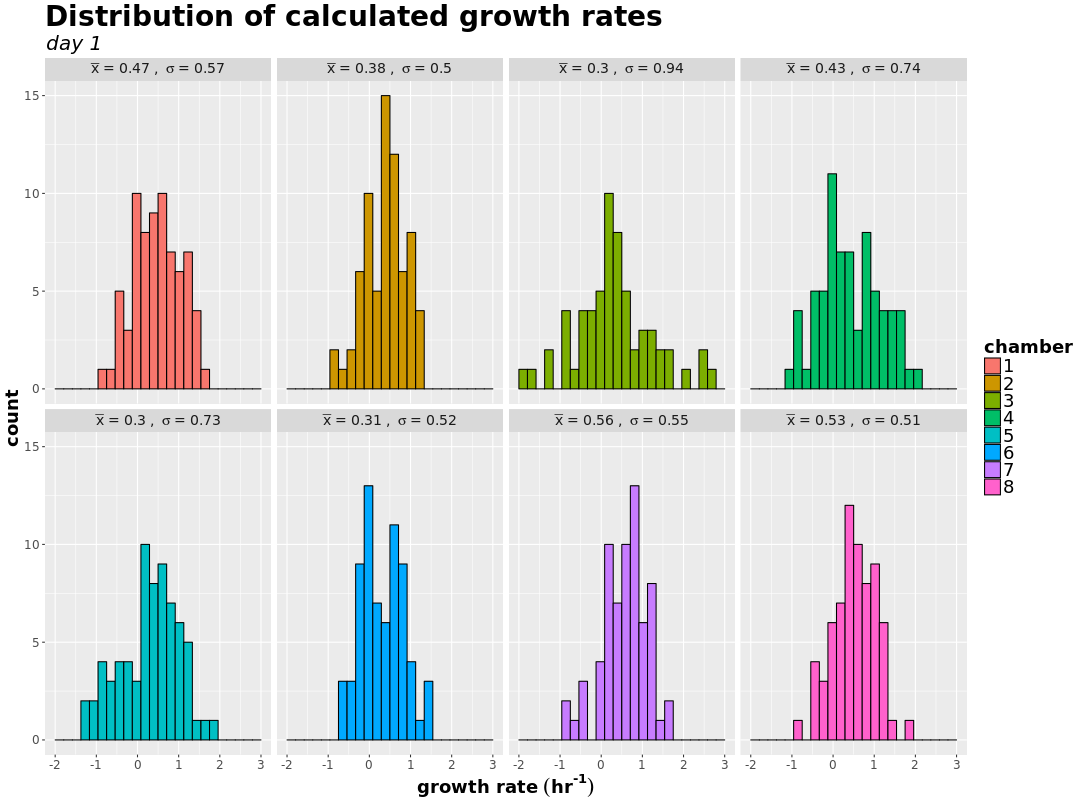 Distribution of calculated growth rates
day 1
x̅ = 0.47 ,  σ = 0.57
x̅ = 0.38 ,  σ = 0.5
x̅ = 0.3 ,  σ = 0.94
x̅ = 0.43 ,  σ = 0.74
15
10
5
0
x̅ = 0.3 ,  σ = 0.73
x̅ = 0.31 ,  σ = 0.52
x̅ = 0.56 ,  σ = 0.55
x̅ = 0.53 ,  σ = 0.51
15
10
5
0
-2 -1 0 1 2 3
-2 -1 0 1 2 3
-2 -1 0 1 2 3
-2 -1 0 1 2 3
count
growth rate (hr⁻¹)
chamber
1
2
3
4
5
6
7
8